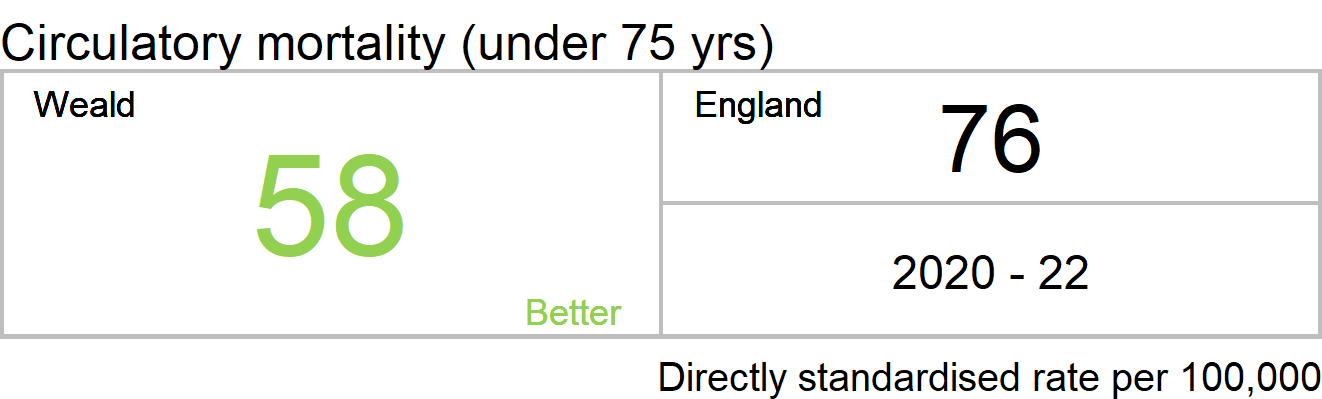 Circulatory mortality (under 75 yrs)
Weald
58
Better
England
76
2020 - 22
Directly standardised rate per 100,000